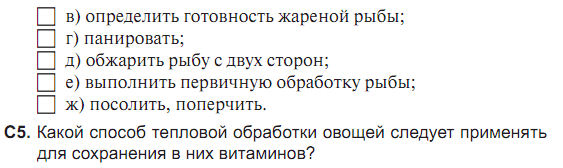 в) определить готовность жареной рыбы;
г) панировать;
д) обжарить рыбу с двух сторон;
е) выполнить первичную обработку рыбы;
ж) посолить, поперчить.
С5. Какой способ тепловой обработки овощей следует применять
для сохранения в них витаминов?